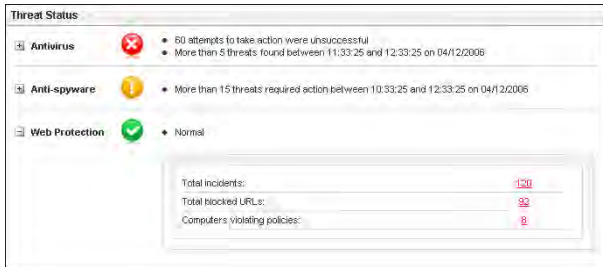 Threat Status
Antivirus
60 attempts to take action were unsuccessful
More than 5 threats found between 11:33:25 and 12:33:25 on 04/12/2006
Anti-spyware
More than 15 threats required action between 10:33:25 and 12:33:25 on 04/12/2006
Web Protection
Normal
Total incidents: 120
Total blocked URLs: 92
Computers violating policies: 8